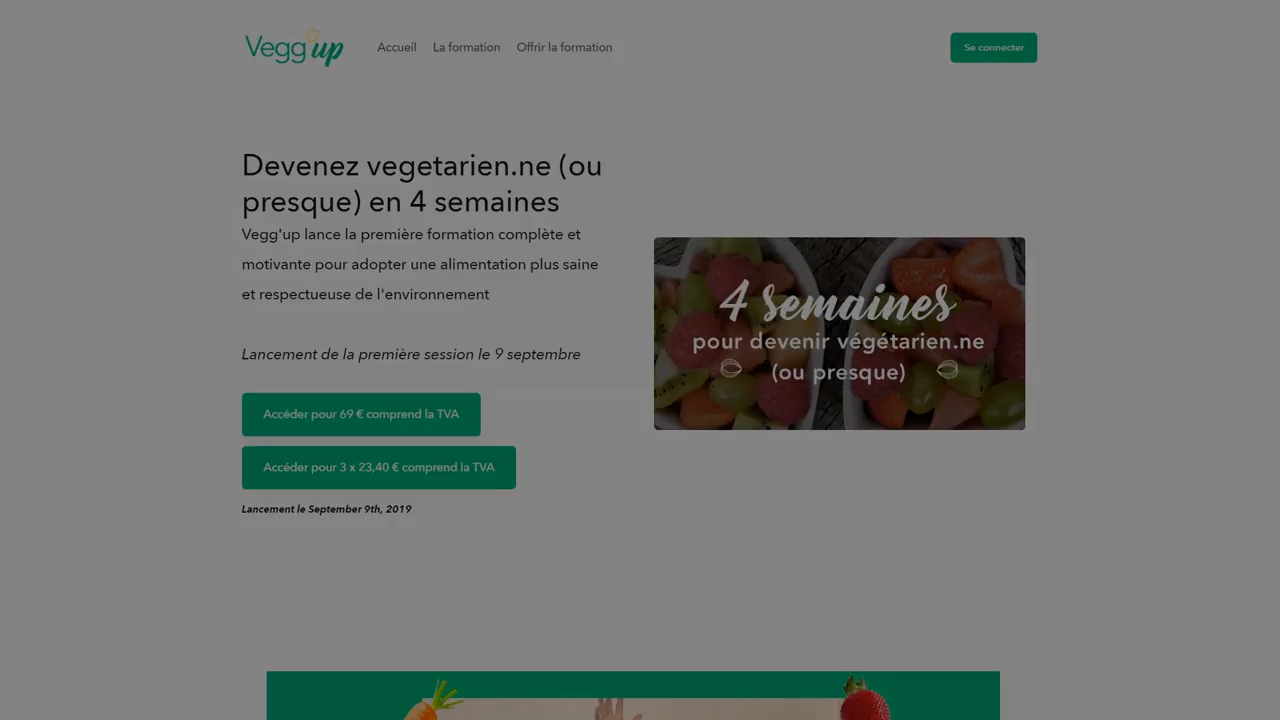 Vegg'up
Accueil
La formation
Offrir la formation
Se connecter
Devenez vegetarien.ne (ou
presque) en 4 semaines
Vegg'up lance la première formation complète et
motivante pour adopter une alimentation plus saine
et respectueuse de l'environnement
Lancement de la première session le 9 septembre
Accéder pour 69 € comprend la TVA
Accéder pour 3 x 23,40 € comprend la TVA
Lancement le September 9th, 2019
4 semaines
pour devenir végétarien.ne
(ou presque)